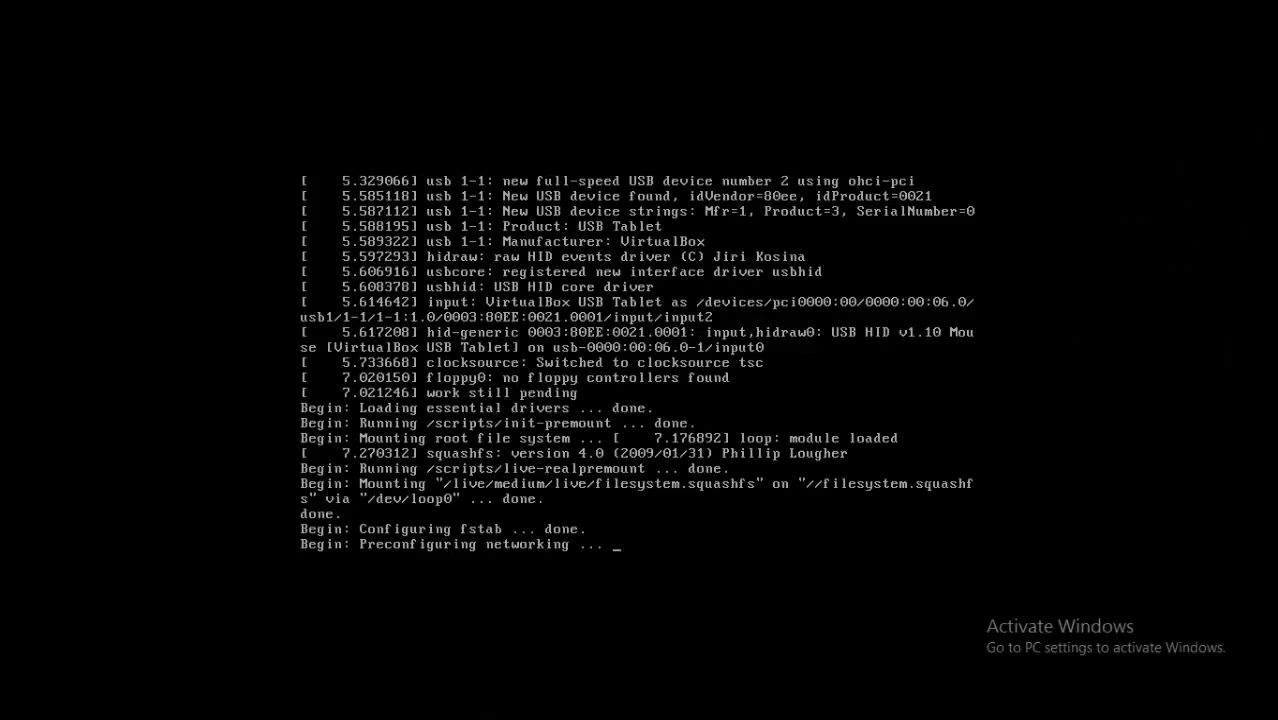 [    5.329066] usb 1-1: new full-speed USB device number 2 using ohci-pci
[    5.585118] usb 1-1: New USB device found, idVendor=80ee, idProduct=0021
[    5.587112] usb 1-1: New USB device strings: Mfr=1, Product=3, SerialNumber=0
[    5.588195] usb 1-1: Product: USB Tablet
[    5.589322] usb 1-1: Manufacturer: VirtualBox
[    5.597293] hidraw: raw HID events driver (C) Jiri Kosina
[    5.606916] usbcore: registered new interface driver usbhid
[    5.608378] usbhid: USB HID core driver
[    5.614642] input: VirtualBox USB Tablet as /devices/pci0000:00/0000:00:06.0/
usb1/1-1/1-1:1.0/0003:80EE:0021.0001/input/input2
[    5.617208] hid-generic 0003:80EE:0021.0001: input,hidraw0: USB HID v1.10 Mou
se [VirtualBox USB Tablet] on usb-0000:00:06.0-1/input0
[    5.733668] clocksource: Switched to clocksource tsc
[    7.020150] floppy0: no floppy controllers found
[    7.021246] work still pending
Begin: Loading essential drivers ... done.
Begin: Running /scripts/init-premount ... done.
Begin: Mounting root file system ... [    7.176892] loop: module loaded
[    7.270312] squashfs: version 4.0 (2009/01/31) Phillip Lougher
Begin: Running /scripts/live-realpremount ... done.
Begin: Mounting "/live/medium/live/filesystem.squashfs" on "//filesystem.squashf
s" via "/dev/loop0" ... done.
done.
Begin: Configuring fstab ... done.
Begin: Preconfiguring networking ... _
Activate Windows
Go to PC settings to activate Windows.